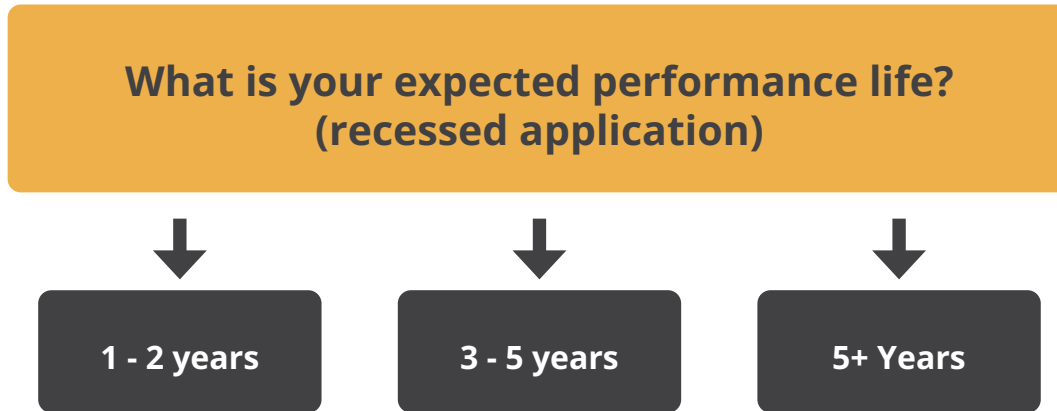 What is your expected performance life?
(recessed application)
1 - 2 years
3 - 5 years
5+ Years